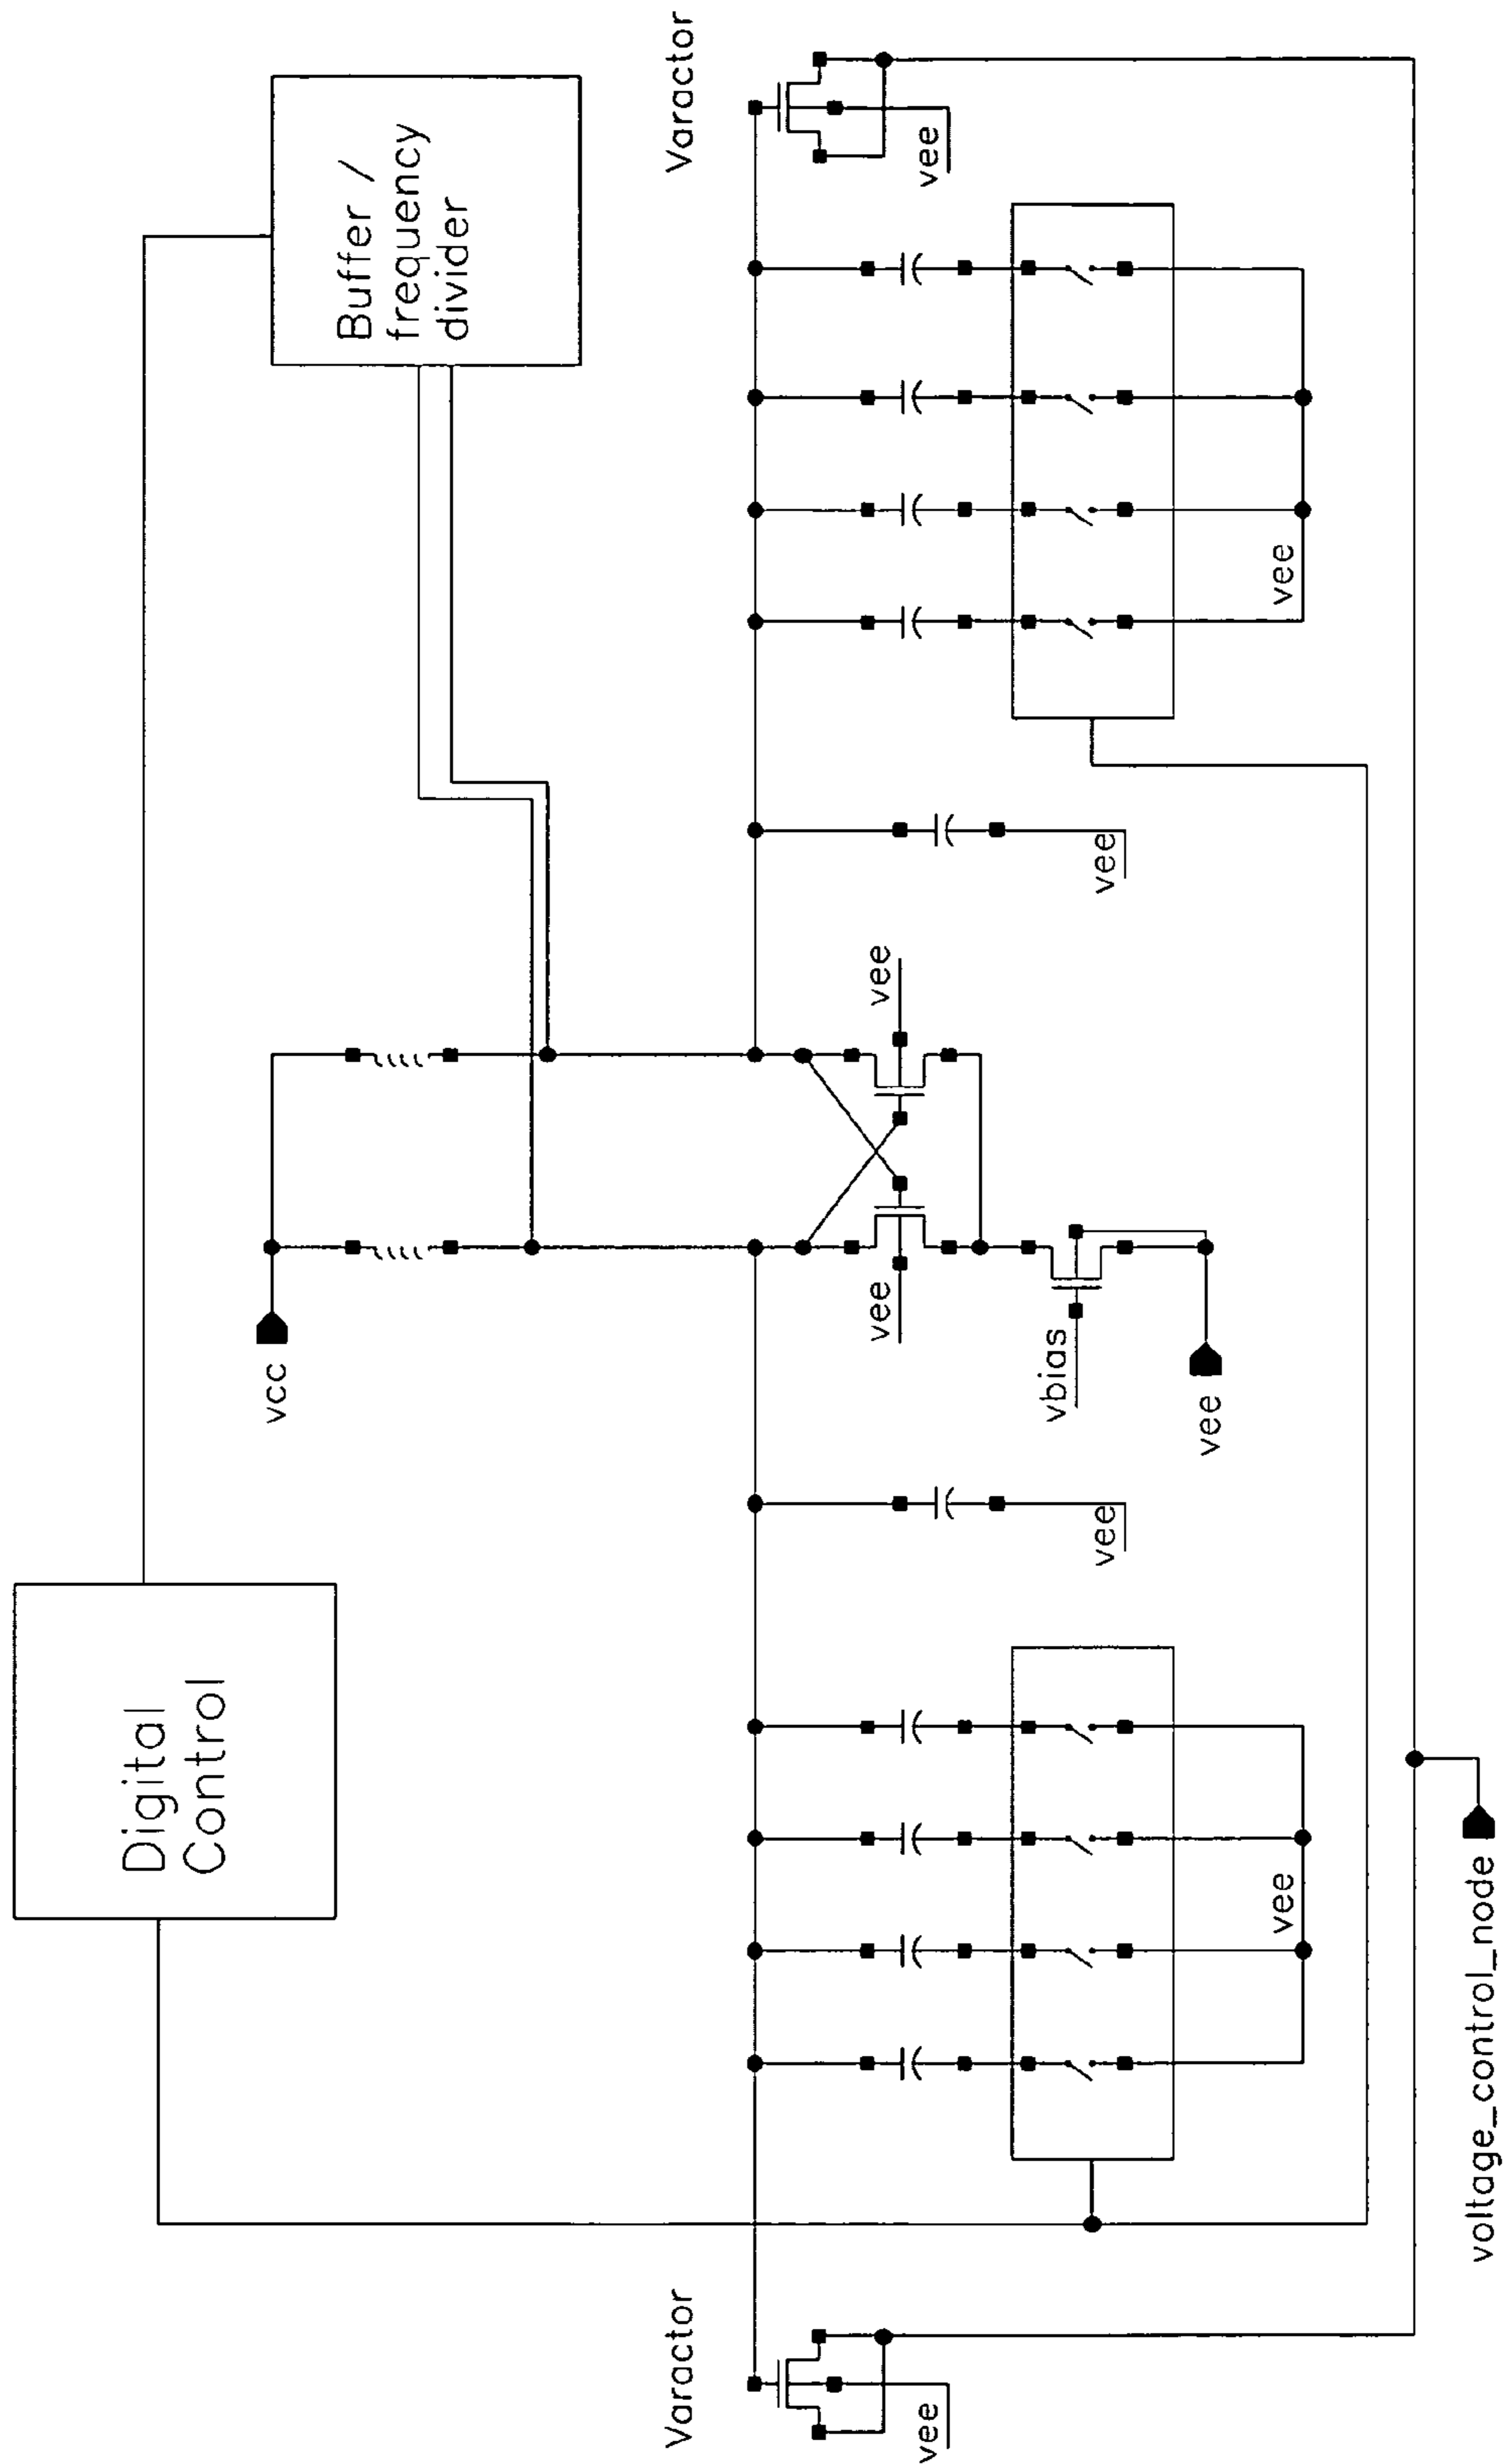 Digital
Control
Buffer /
frequency
divider
vcc
Varactor
Varactor
vee
vee
vee
vee
vee
vee
vbias
vee
vee
vee
vee
voltage_control_node